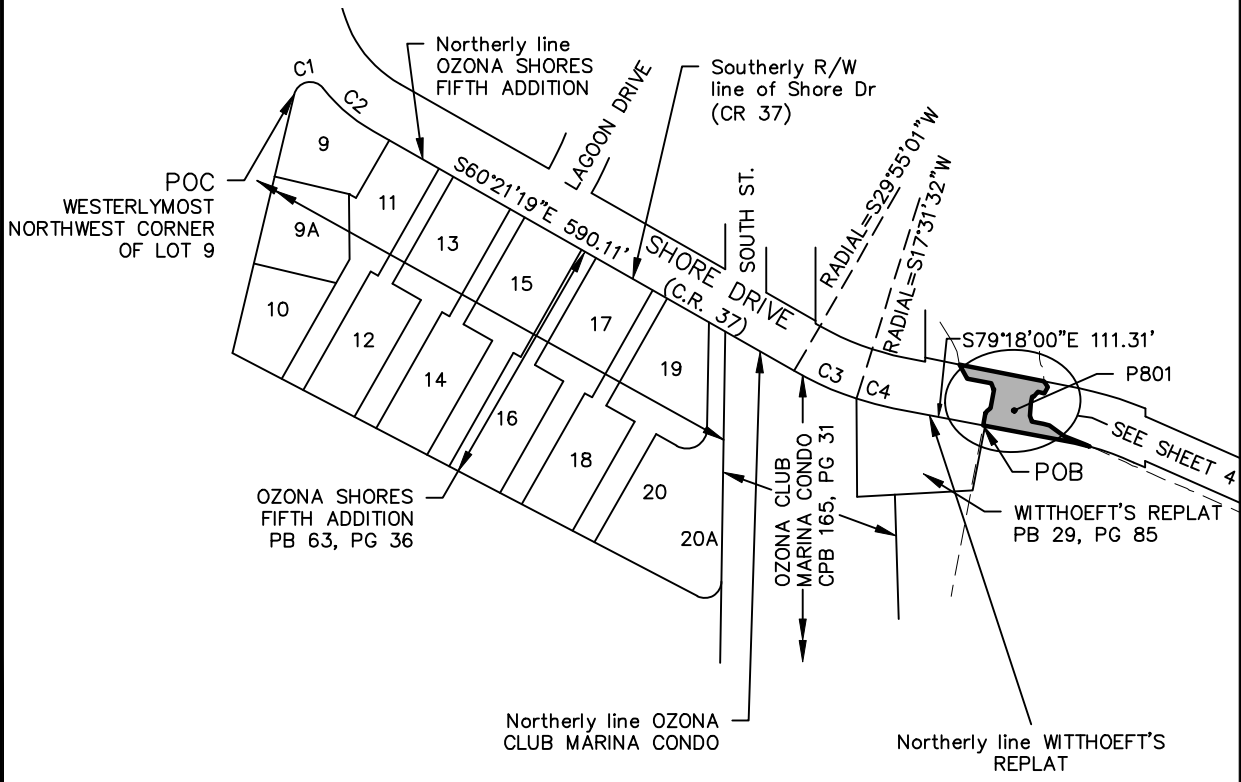 Northerly line
OZONA SHORES
FIFTH ADDITION
C1
C2
LAGOON DRIVE
Southerly R/W
line of Shore Dr
(CR 37)
RADIAL=S29°55'01"W
RADIAL=S17°31'32"W
POC
WESTERLYMOST
NORTHWEST CORNER
OF LOT 9
9
9A
10
11
12
13
14
15
16
17
18
19
20
20A
S60°21'19"E 590.11'
SHORE DRIVE
(C.R. 37)
SOUTH ST.
C3
C4
S79°18'00"E 111.31'
P801
SEE SHEET 4
POB
WITTHOEFT'S REPLAT
PB 29, PG 85
OZONA SHORES
FIFTH ADDITION
PB 63, PG 36
OZONA CLUB
MARINA CONDO
CPB 165, PG 31
Northerly line OZONA
CLUB MARINA CONDO
Northerly line WITTHOEFT'S
REPLAT